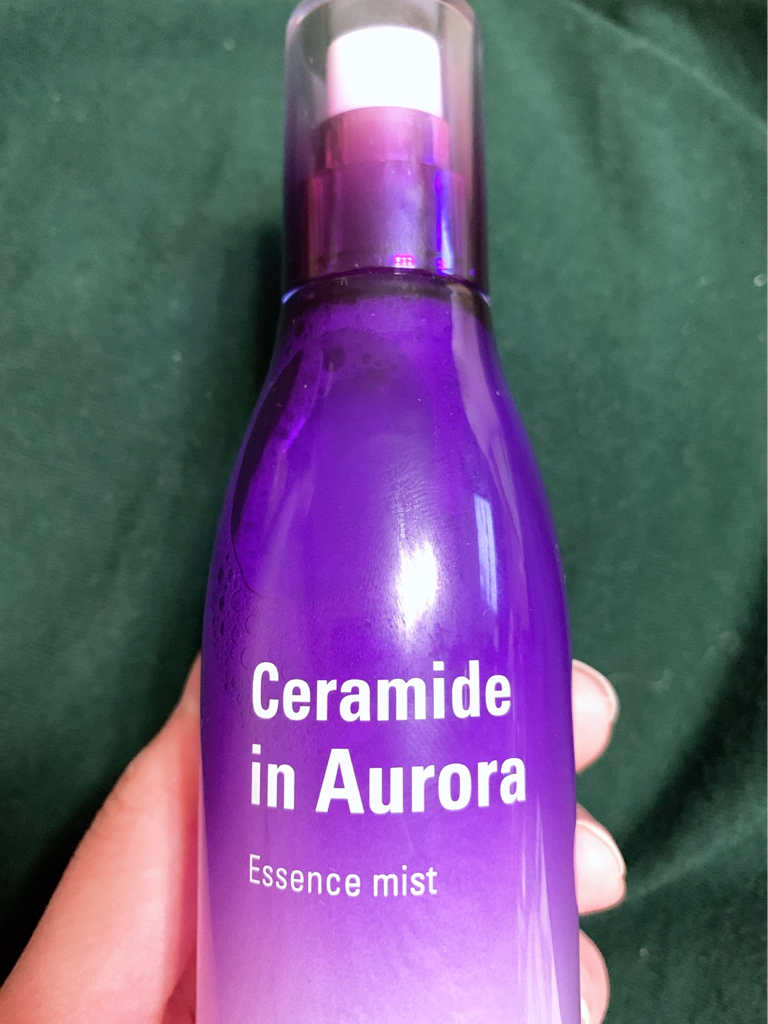 Ceramide
in Aurora
Essence mist